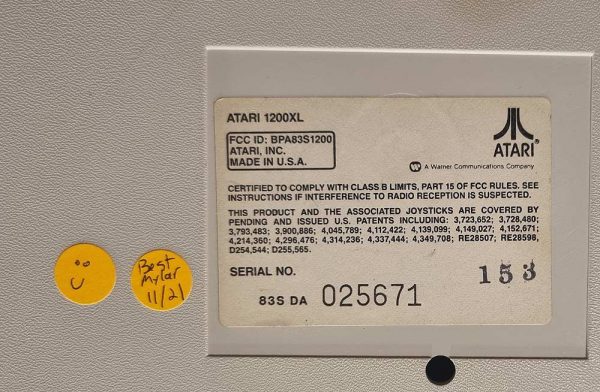 ATARI 1200XL
FCC ID: BPA83S1200
ATARI, INC.
MADE IN U.S.A.
ATARI®
A Warner Communications Company
CERTIFIED TO COMPLY WITH CLASS B LIMITS, PART 15 OF FCC RULES. SEE
INSTRUCTIONS IF INTERFERENCE TO RADIO RECEPTION IS SUSPECTED.
THIS PRODUCT AND THE ASSOCIATED JOYSTICKS ARE COVERED BY
PENDING AND ISSUED U.S. PATENTS INCLUDING: 3,723,652; 3,728,480;
3,793,483; 3,900,886; 4,045,789; 4,112,422; 4,139,099; 4,149,027; 4,152,671;
4,214,360; 4,296,476; 4,314,236; 4,337,444; 4,349,708; RE28507; RE28598,
D254,544; D255,565.
SERIAL NO.
153
83S DA 025671
Best
Mylar
11/21